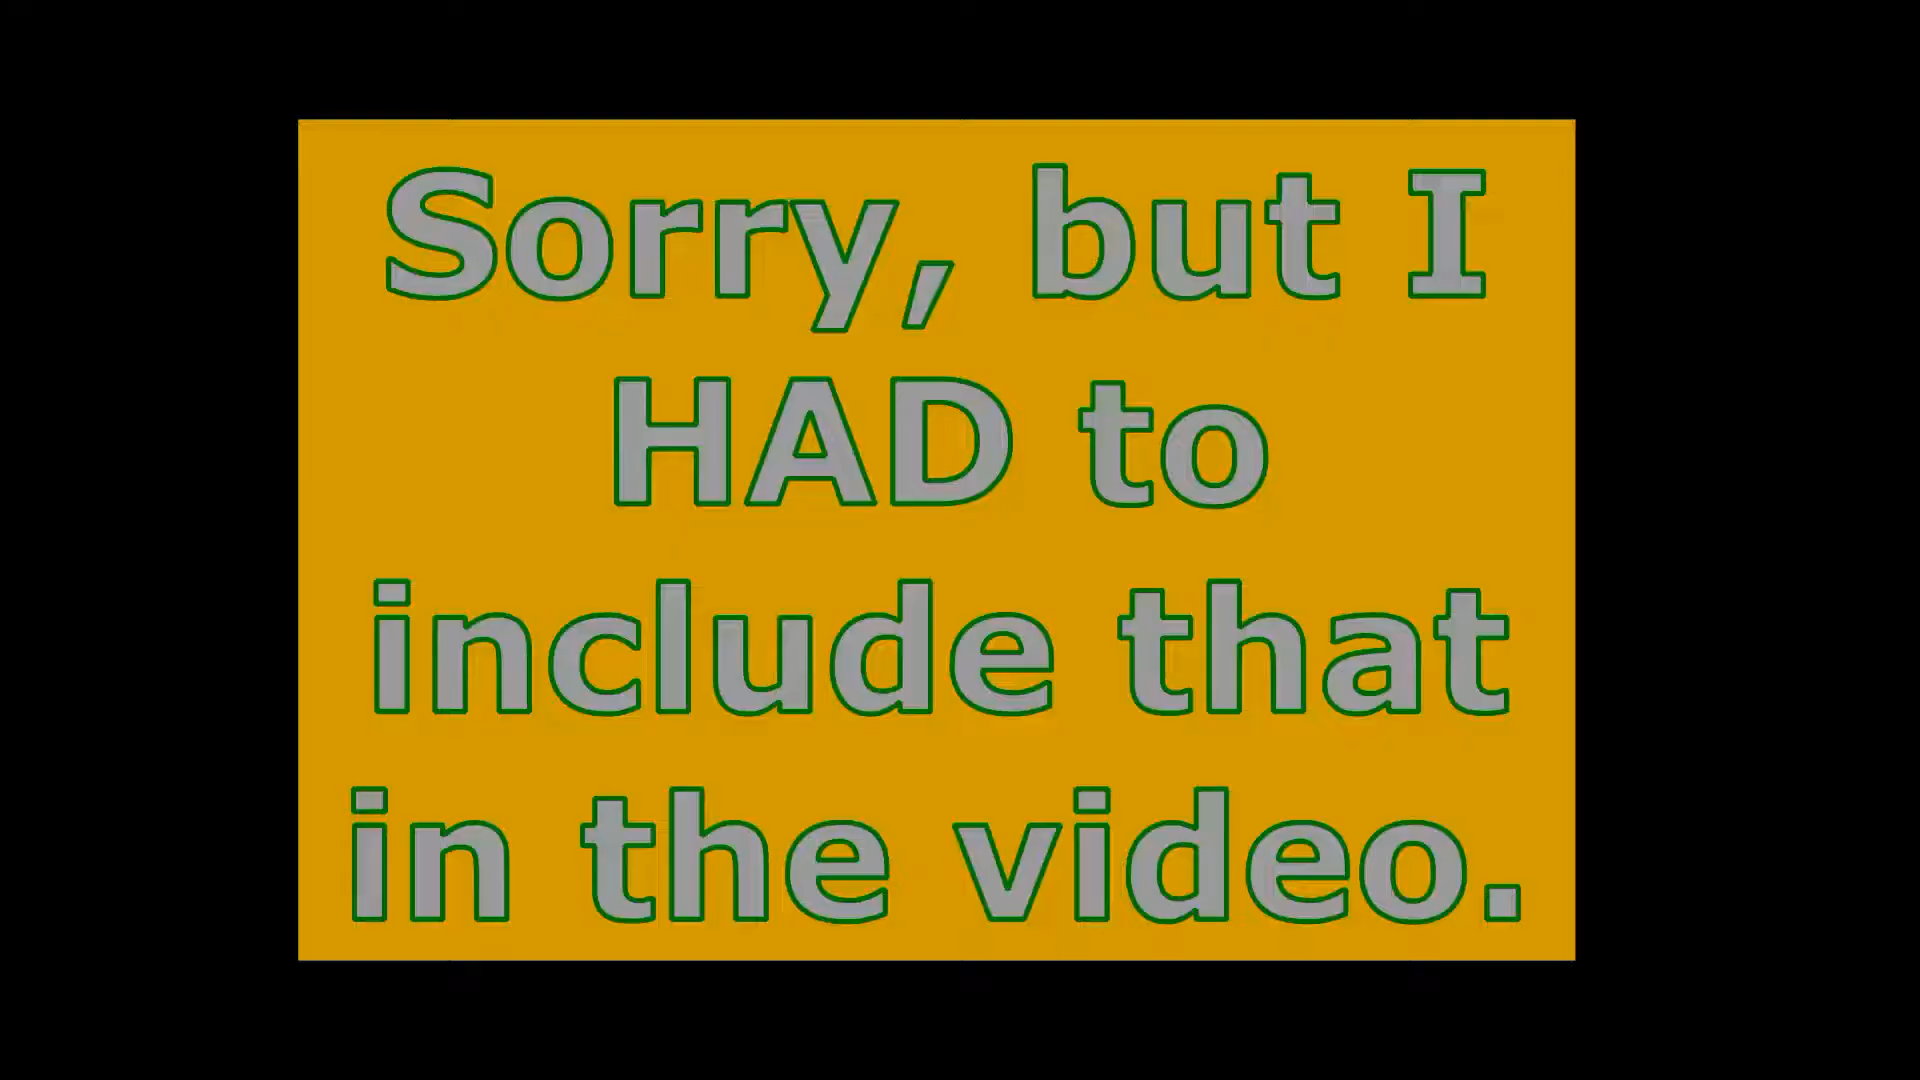 Sorry, but I
HAD to
include that
in the video.